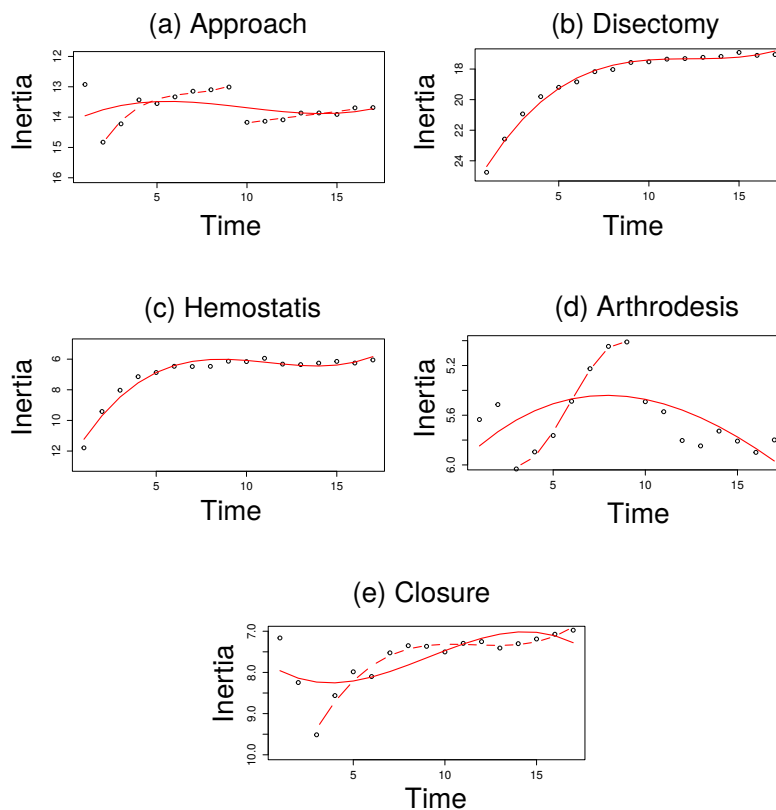 (a) Approach
(b) Disectomy
12
13
14
15
16
Inertia
5
10
15
Time
18
20
22
24
Inertia
5
10
15
Time
(c) Hemostatis
(d) Arthrodesis
6
8
10
12
Inertia
5
10
15
Time
5.2
5.6
6.0
Inertia
5
10
15
Time
(e) Closure
7.0
8.0
9.0
10.0
Inertia
5
10
15
Time